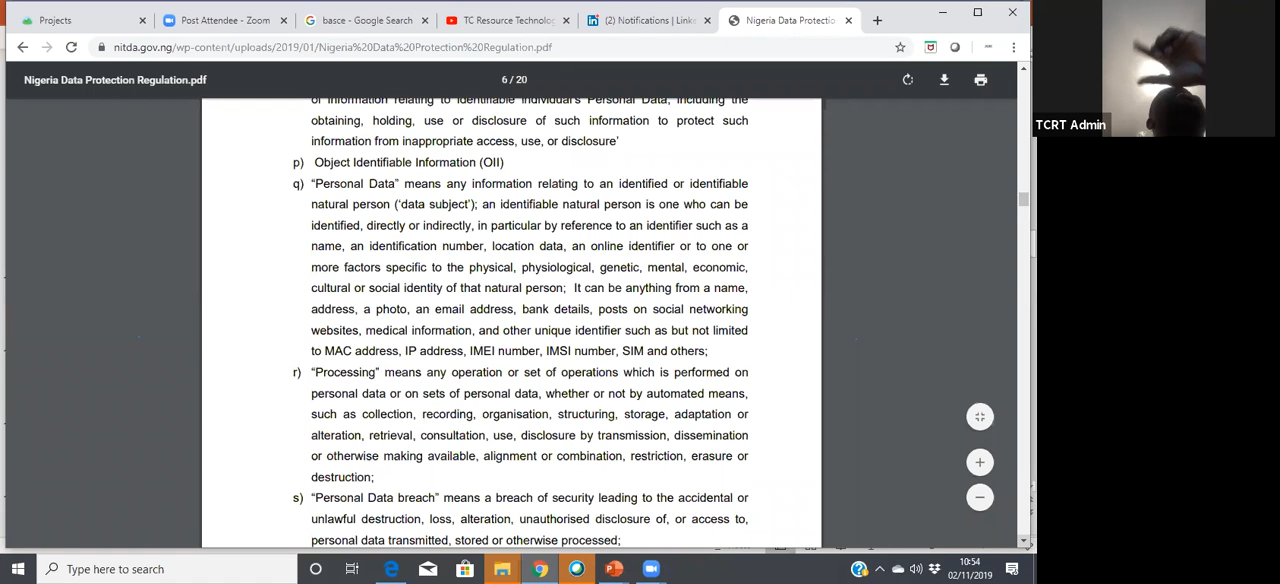 Projects
Post Attendee - Zoom
basce - Google Search
TC Resource Technolog
(2) Notifications | Linke
Nigeria Data Protectio
nitda.gov.ng/wp-content/uploads/2019/01/Nigeria%20Data%20Protection%20Regulation.pdf
Nigeria Data Protection Regulation.pdf
6 / 20
of information relating to identifiable individual's Personal Data, including the
obtaining, holding, use or disclosure of such information to protect such
information from inappropriate access, use, or disclosure'
p) Object Identifiable Information (OII)
q) “Personal Data” means any information relating to an identified or identifiable
natural person (‘data subject’); an identifiable natural person is one who can be
identified, directly or indirectly, in particular by reference to an identifier such as a
name, an identification number, location data, an online identifier or to one or
more factors specific to the physical, physiological, genetic, mental, economic,
cultural or social identity of that natural person; It can be anything from a name,
address, a photo, an email address, bank details, posts on social networking
websites, medical information, and other unique identifier such as but not limited
to MAC address, IP address, IMEI number, IMSI number, SIM and others;
r) “Processing” means any operation or set of operations which is performed on
personal data or on sets of personal data, whether or not by automated means,
such as collection, recording, organisation, structuring, storage, adaptation or
alteration, retrieval, consultation, use, disclosure by transmission, dissemination
or otherwise making available, alignment or combination, restriction, erasure or
destruction;
s) “Personal Data breach” means a breach of security leading to the accidental or
unlawful destruction, loss, alteration, unauthorised disclosure of, or access to,
personal data transmitted, stored or otherwise processed;
TCRT Admin
Type here to search
10:54
02/11/2019